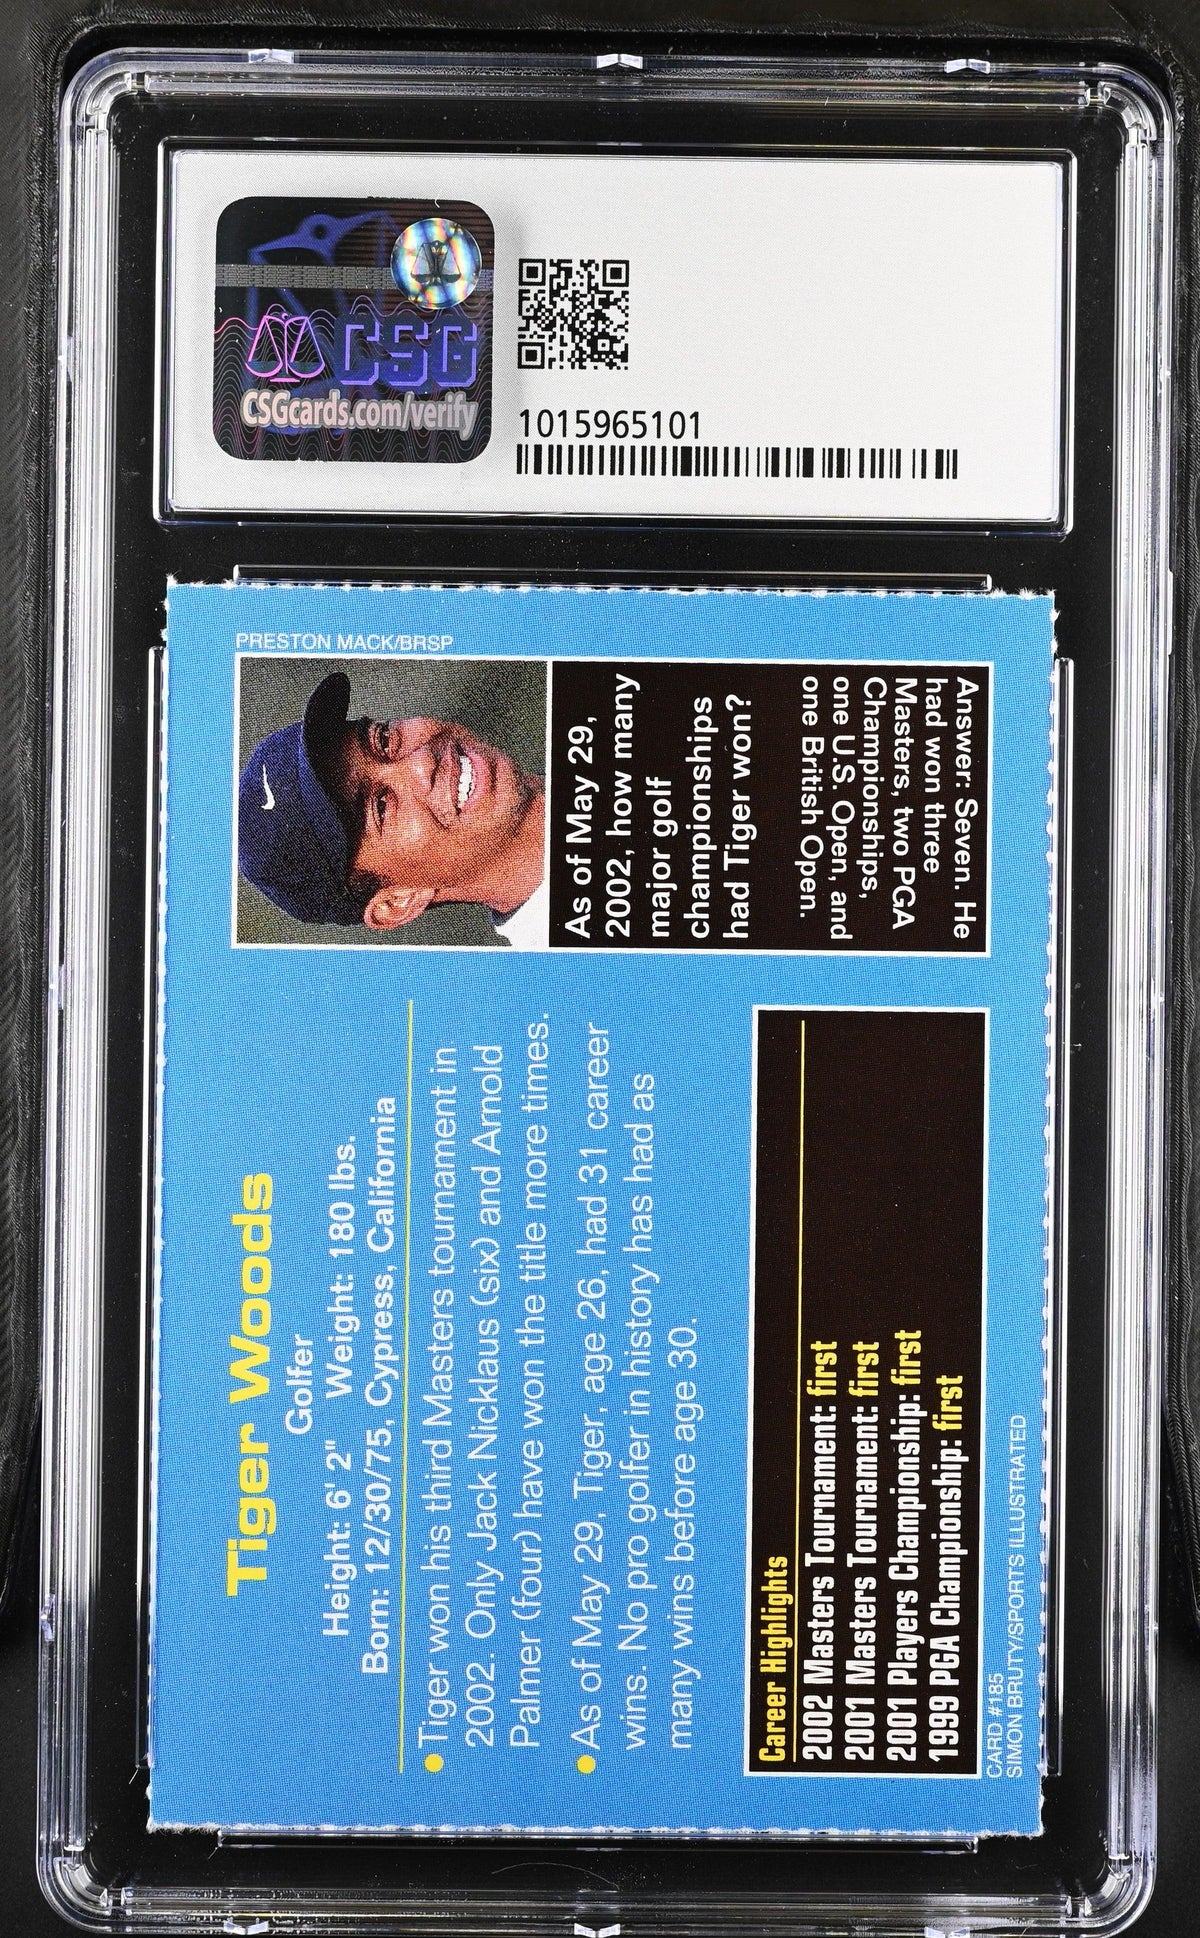 CSG
CSGcards.com/verify
1015965101
PRESTON MACK/BRSP
As of May 29,
2002, how many
major golf
championships
had Tiger won?
Answer: Seven. He
had won three
Masters, two PGA
Championships,
one U.S. Open, and
one British Open.
Tiger Woods
Golfer
Height: 6' 2" Weight: 180 lbs.
Born: 12/30/75, Cypress, California
• Tiger won his third Masters tournament in
2002. Only Jack Nicklaus (six) and Arnold
Palmer (four) have won the title more times.
• As of May 29, Tiger, age 26, had 31 career
wins. No pro golfer in history has had as
many wins before age 30.
Career Highlights
2002 Masters Tournament: first
2001 Masters Tournament: first
2001 Players Championship: first
1999 PGA Championship: first
CARD #185
SIMON BRUTY/SPORTS ILLUSTRATED